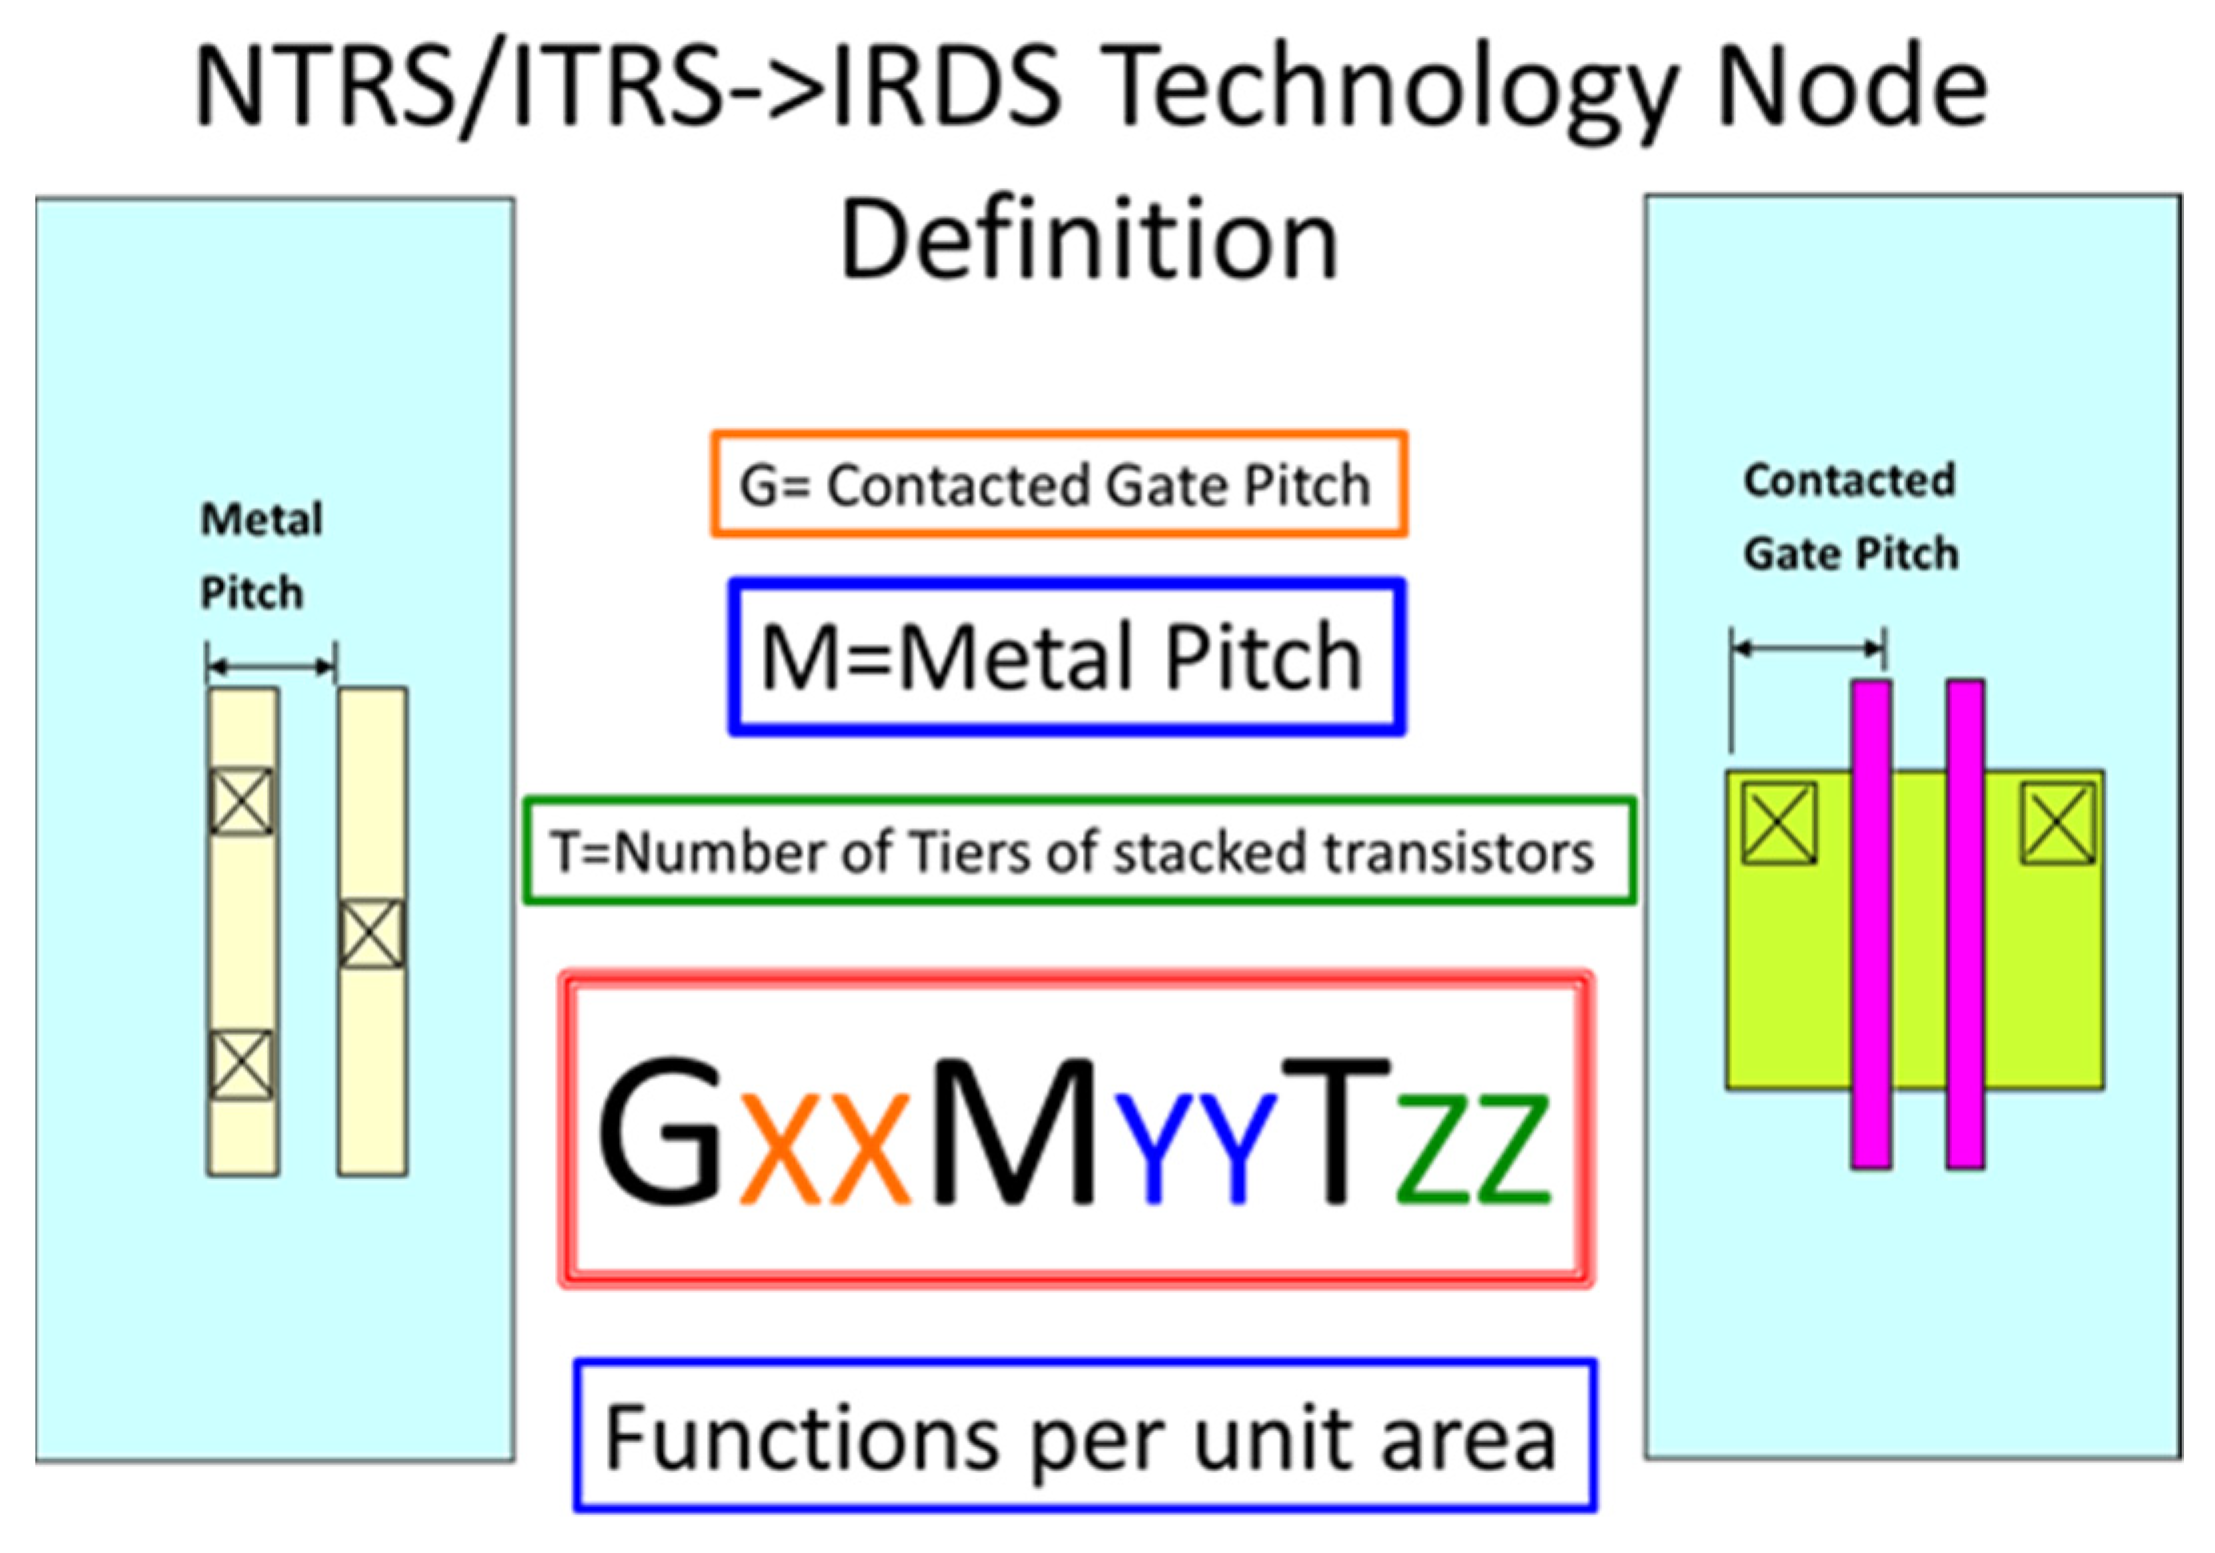 NTRS/ITRS->IRDS Technology Node
Definition
Metal
Pitch
G= Contacted Gate Pitch
M=Metal Pitch
T=Number of Tiers of stacked transistors
GXXMYYTZZ
Functions per unit area
Contacted
Gate Pitch